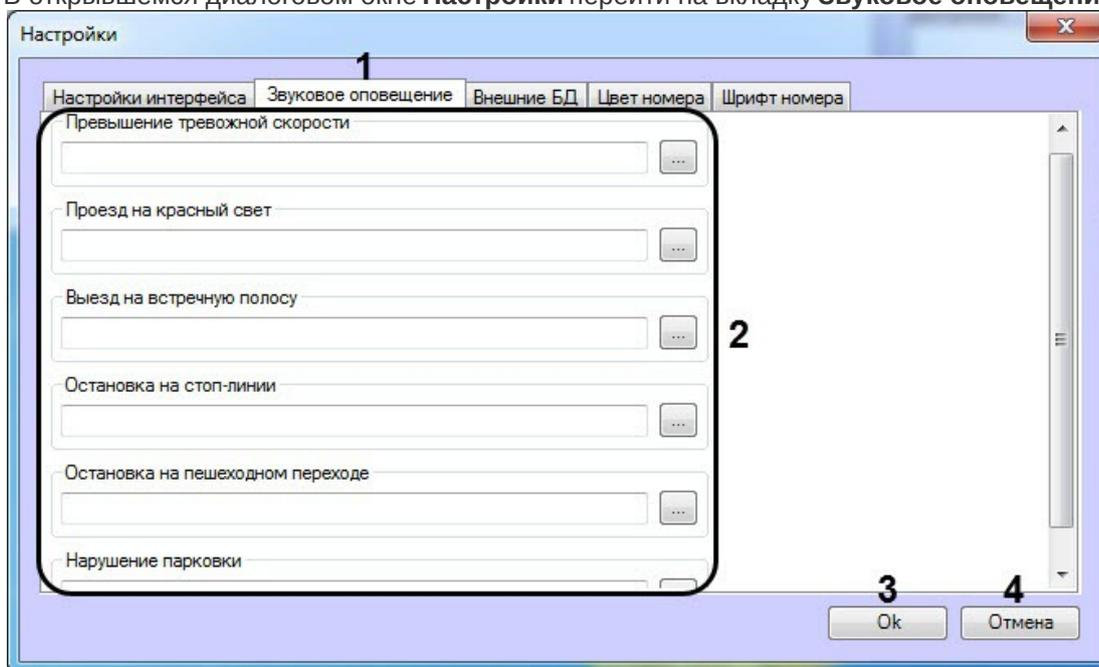 В открывшемся диалоговом окне Настройки перейти на вкладку Звуковое
Настройки
1
Настройки интерфейса Звуковое оповещение Внешние БД Цвет номера Шрифт номера
Превышение тревожной скорости
...
Проезд на красный свет
...
Выезд на встречную полосу
...
2
Остановка на стоп-линии
...
Остановка на пешеходном переходе
...
Нарушение парковки
3 4
Ok Отмена